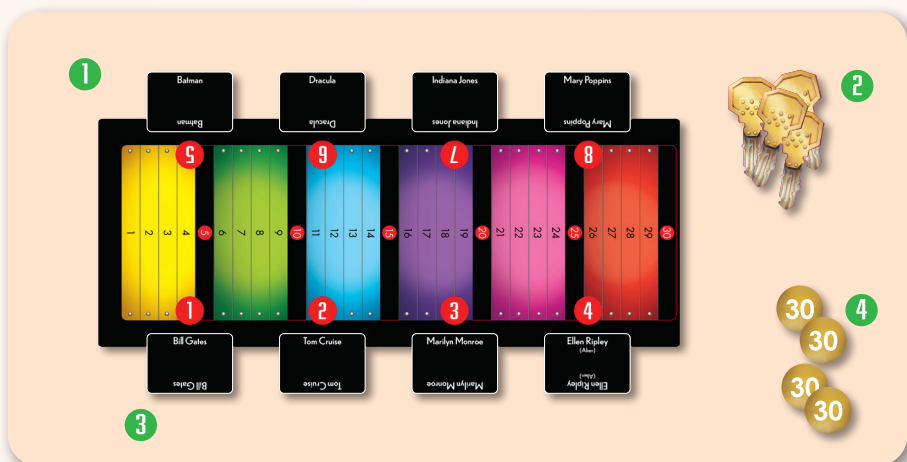 1
2
Batman
Batman
Dracula
Dracula
Indiana Jones
Indiana Jones
Mary Poppins
Mary Poppins
5
6
7
8
1
2
3
4
5
6
7
8
9
10
11
12
13
14
15
16
17
18
19
20
21
22
23
24
25
26
27
28
29
30
1
2
3
4
Bill Gates
Bill Gates
Tom Cruise
Tom Cruise
Marilyn Monroe
Marilyn Monroe
Ellen Ripley
(Alien)
Ellen Ripley
(Alien)
3
4
30
30
30
30